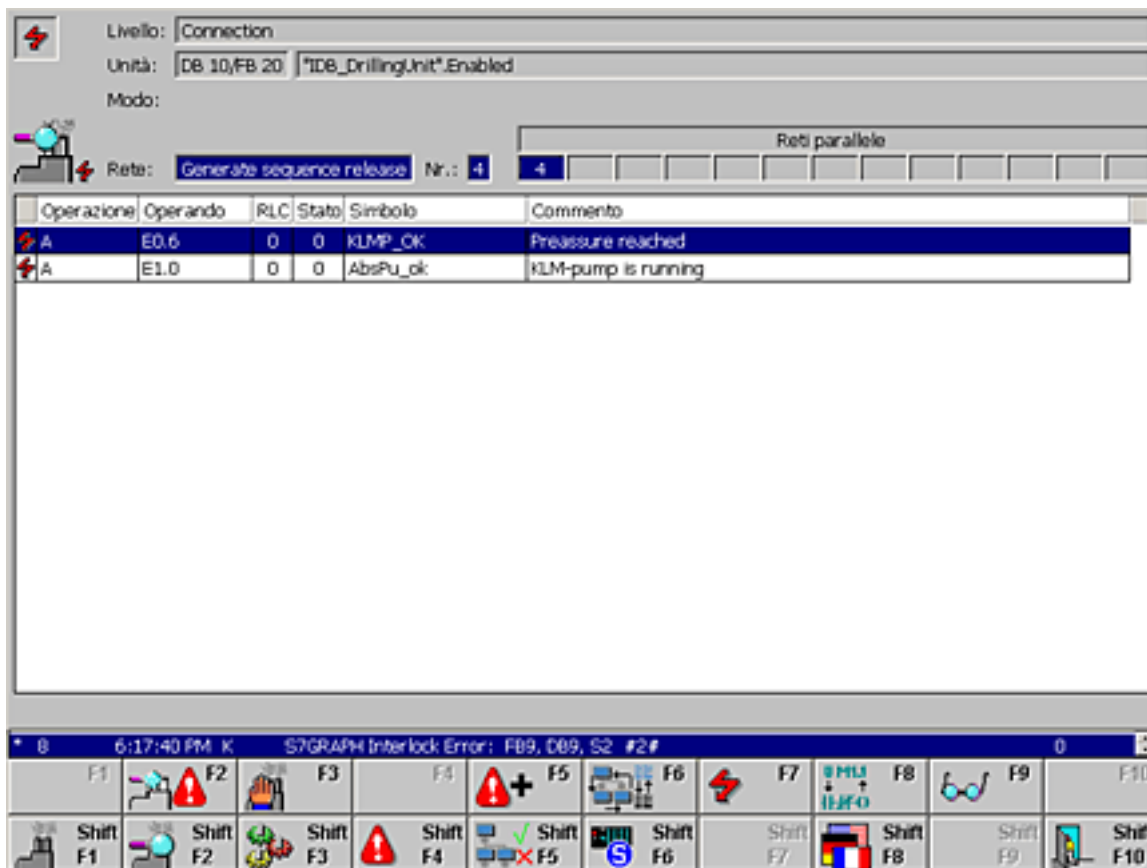 Livello: Connection
Unità: DB 10/FB 20 "IDB_DrillingUnit".Enabled
Modo:
Reti parallele
Rete: Generate sequence release Nr.: 4 4
Operazione Operando RLC Stato Simbolo Commento
A E0.6 0 0 KLMP_OK Preassure reached
A E1.0 0 0 AbsPu_ok KLM-pump is running
* 8 6:17:40 PM K S7GRAPH Interlock Error: FB9, DB9, S2 #2# 0
F1 F2 F3 F4 F5 F6 F7 F8 F9 F10
Shift Shift Shift Shift Shift Shift Shift Shift Shift Shift
F1 F2 F3 F4 F5 F6 F7 F8 F9 F10